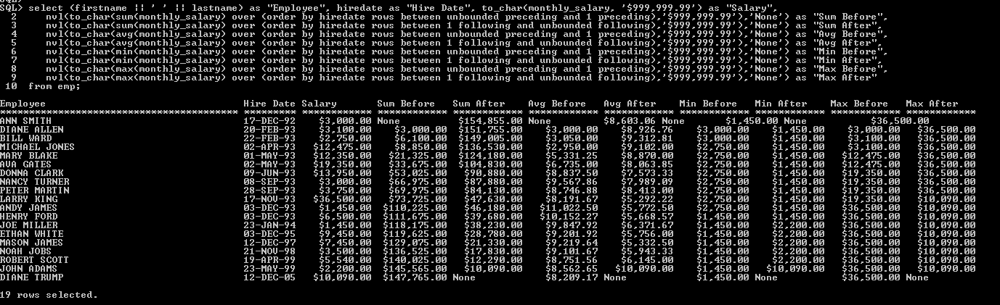 SQL> select (firstname || ' ' || lastname) as "Employee", hiredate as "Hire Date", to_char(monthly_salary, '$999,999.99') as "Salary",
2 nvl(to_char(sum(monthly_salary) over (order by hiredate rows between unbounded preceding and 1 preceding),'$999,999.99'),'None') as "Sum Before",
3 nvl(to_char(sum(monthly_salary) over (order by hiredate rows between 1 following and unbounded following),'$999,999.99'),'None') as "Sum After",
4 nvl(to_char(avg(monthly_salary) over (order by hiredate rows between unbounded preceding and 1 preceding),'$999,999.99'),'None') as "Avg Before",
5 nvl(to_char(avg(monthly_salary) over (order by hiredate rows between 1 following and unbounded following),'$999,999.99'),'None') as "Avg After",
6 nvl(to_char(min(monthly_salary) over (order by hiredate rows between unbounded preceding and 1 preceding),'$999,999.99'),'None') as "Min Before",
7 nvl(to_char(min(monthly_salary) over (order by hiredate rows between 1 following and unbounded following),'$999,999.99'),'None') as "Min After",
8 nvl(to_char(max(monthly_salary) over (order by hiredate rows between unbounded preceding and 1 preceding),'$999,999.99'),'None') as "Max Before",
9 nvl(to_char(max(monthly_salary) over (order by hiredate rows between 1 following and unbounded following),'$999,999.99'),'None') as "Max After"
10 from emp;
Employee Hire Date Salary Sum Before Sum After Avg Before Avg After Min Before Min After Max Before Max After
ANN SMITH 17-DEC-92 $3,000.00 None $154,855.00 None $8,603.06 None $1,450.00 None $36,500.00
DIANE ALLEN 20-FEB-93 $3,100.00 $3,000.00 $151,755.00 $3,000.00 $8,926.76 $3,000.00 $1,450.00 $3,000.00 $36,500.00
BILL WARD 22-FEB-93 $2,750.00 $6,100.00 $149,005.00 $3,050.00 $9,312.81 $3,000.00 $1,450.00 $3,100.00 $36,500.00
MICHAEL JONES 02-APR-93 $12,475.00 $8,850.00 $136,530.00 $2,950.00 $9,102.00 $2,750.00 $1,450.00 $3,100.00 $36,500.00
MARY BLAKE 01-MAY-93 $12,350.00 $21,325.00 $124,180.00 $5,331.25 $8,870.00 $2,750.00 $1,450.00 $12,475.00 $36,500.00
AVA GATES 02-MAY-93 $19,350.00 $33,675.00 $104,830.00 $6,735.00 $8,063.85 $2,750.00 $1,450.00 $12,475.00 $36,500.00
DONNA CLARK 09-JUN-93 $13,950.00 $53,025.00 $90,880.00 $8,837.50 $7,573.33 $2,750.00 $1,450.00 $19,350.00 $36,500.00
NANCY TURNER 08-SEP-93 $3,000.00 $66,975.00 $87,880.00 $9,567.86 $7,989.09 $2,750.00 $1,450.00 $19,350.00 $36,500.00
PETER MARTIN 28-SEP-93 $3,750.00 $69,975.00 $84,130.00 $8,746.88 $8,413.00 $2,750.00 $1,450.00 $19,350.00 $36,500.00
LARRY KING 17-NOV-93 $36,500.00 $73,725.00 $47,630.00 $8,191.67 $5,292.22 $2,750.00 $1,450.00 $19,350.00 $10,090.00
ANDY JAMES 03-DEC-93 $1,450.00 $110,225.00 $46,180.00 $11,022.50 $5,772.50 $2,750.00 $1,450.00 $36,500.00 $10,090.00
HENRY FORD 03-DEC-93 $6,500.00 $111,675.00 $39,680.00 $10,152.27 $5,668.57 $1,450.00 $1,450.00 $36,500.00 $10,090.00
JOE MILLER 23-JAN-94 $1,450.00 $118,175.00 $38,230.00 $9,847.92 $6,371.67 $1,450.00 $2,200.00 $36,500.00 $10,090.00
ETHAN WHITE 03-DEC-95 $9,450.00 $119,625.00 $28,780.00 $9,201.92 $5,756.00 $1,450.00 $2,200.00 $36,500.00 $10,090.00
MASON JAMES 12-DEC-97 $7,450.00 $129,075.00 $21,330.00 $9,219.64 $5,332.50 $1,450.00 $2,200.00 $36,500.00 $10,090.00
NOAH JOBS 21-NOV-98 $3,500.00 $136,525.00 $17,830.00 $9,101.67 $5,943.33 $1,450.00 $2,200.00 $36,500.00 $10,090.00
ROBERT SCOTT 19-APR-99 $5,540.00 $140,025.00 $12,290.00 $8,751.56 $6,145.00 $1,450.00 $2,200.00 $36,500.00 $10,090.00
JOHN ADAMS 23-MAY-99 $2,200.00 $145,565.00 $10,090.00 $8,562.65 $10,090.00 $1,450.00 $10,090.00 $36,500.00 $10,090.00
DIANE TRUMP 12-DEC-05 $10,090.00 $147,765.00 None $8,209.17 None $1,450.00 None $36,500.00 None
19 rows selected.